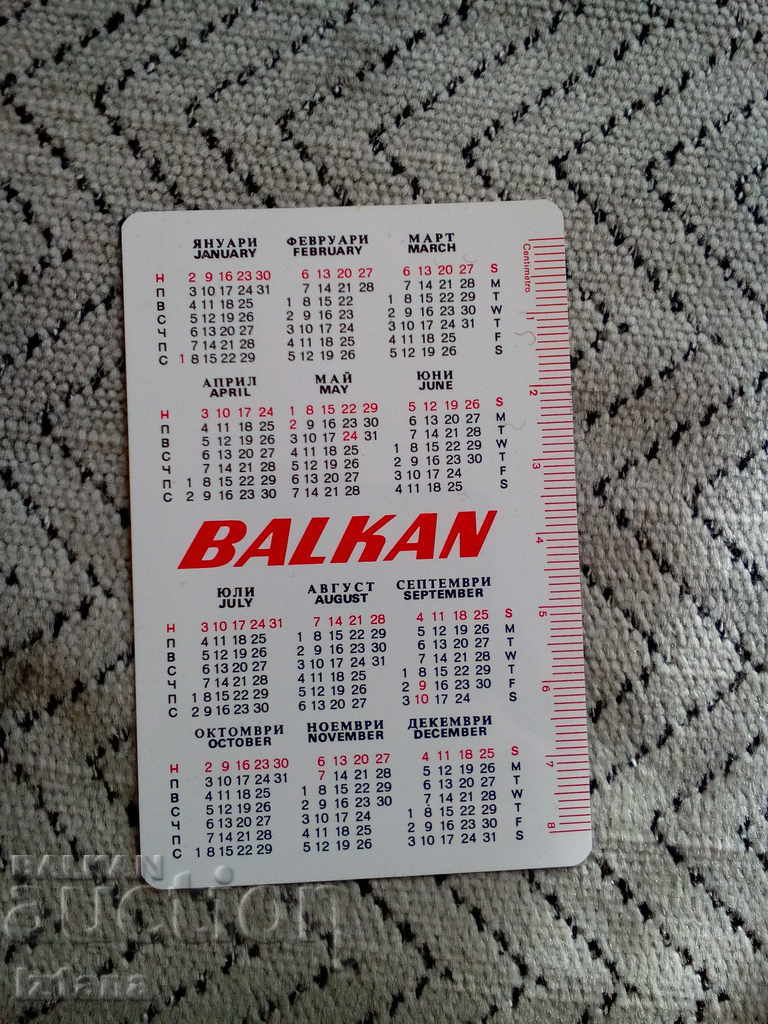 ЯНУАРИ ФЕВРУАРИ МАРТ
JANUARY FEBRUARY MARCH
Н 2 9 16 23 30 6 13 20 27 6 13 20 27 S
П 3 10 17 24 31 7 14 21 28 7 14 21 28 M
В 4 11 18 25 1 8 15 22 1 8 15 22 29 T
С 5 12 19 26 2 9 16 23 2 9 16 23 30 W
Ч 6 13 20 27 3 10 17 24 3 10 17 24 31 T
П 7 14 21 28 4 11 18 25 4 11 18 25 F
С 1 8 15 22 29 5 12 19 26 5 12 19 26 S
АПРИЛ МАЙ ЮНИ
APRIL MAY JUNE
Н 3 10 17 24 1 8 15 22 29 5 12 19 26 S
П 4 11 18 25 2 9 16 23 30 6 13 20 27 M
В 5 12 19 26 3 10 17 24 31 7 14 21 28 T
С 6 13 20 27 4 11 18 25 1 8 15 22 29 W
Ч 7 14 21 28 5 12 19 26 2 9 16 23 30 T
П 1 8 15 22 29 6 13 20 27 3 10 17 24 F
С 2 9 16 23 30 7 14 21 28 4 11 18 25 S
BALKAN
ЮЛИ АВГУСТ СЕПТЕМВРИ
JULY AUGUST SEPTEMBER
Н 3 10 17 24 31 7 14 21 28 4 11 18 25 S
П 4 11 18 25 1 8 15 22 29 5 12 19 26 M
В 5 12 19 26 2 9 16 23 30 6 13 20 27 T
С 6 13 20 27 3 10 17 24 31 7 14 21 28 W
Ч 7 14 21 28 4 11 18 25 1 8 15 22 29 T
П 1 8 15 22 29 5 12 19 26 2 9 16 23 30 F
С 2 9 16 23 30 6 13 20 27 3 10 17 24 S
ОКТОМВРИ НОЕМВРИ ДЕКЕМВРИ
OCTOBER NOVEMBER DECEMBER
Н 2 9 16 23 30 6 13 20 27 4 11 18 25 S
П 3 10 17 24 31 7 14 21 28 5 12 19 26 M
В 4 11 18 25 1 8 15 22 29 6 13 20 27 T
С 5 12 19 26 2 9 16 23 30 7 14 21 28 W
Ч 6 13 20 27 3 10 17 24 1 8 15 22 29 T
П 7 14 21 28 4 11 18 25 2 9 16 23 30 F
С 1 8 15 22 29 5 12 19 26 3 10 17 24 31 S
Centimetro
1
2
3
4
5
6
7
8
BALKAN
auction
Iztana